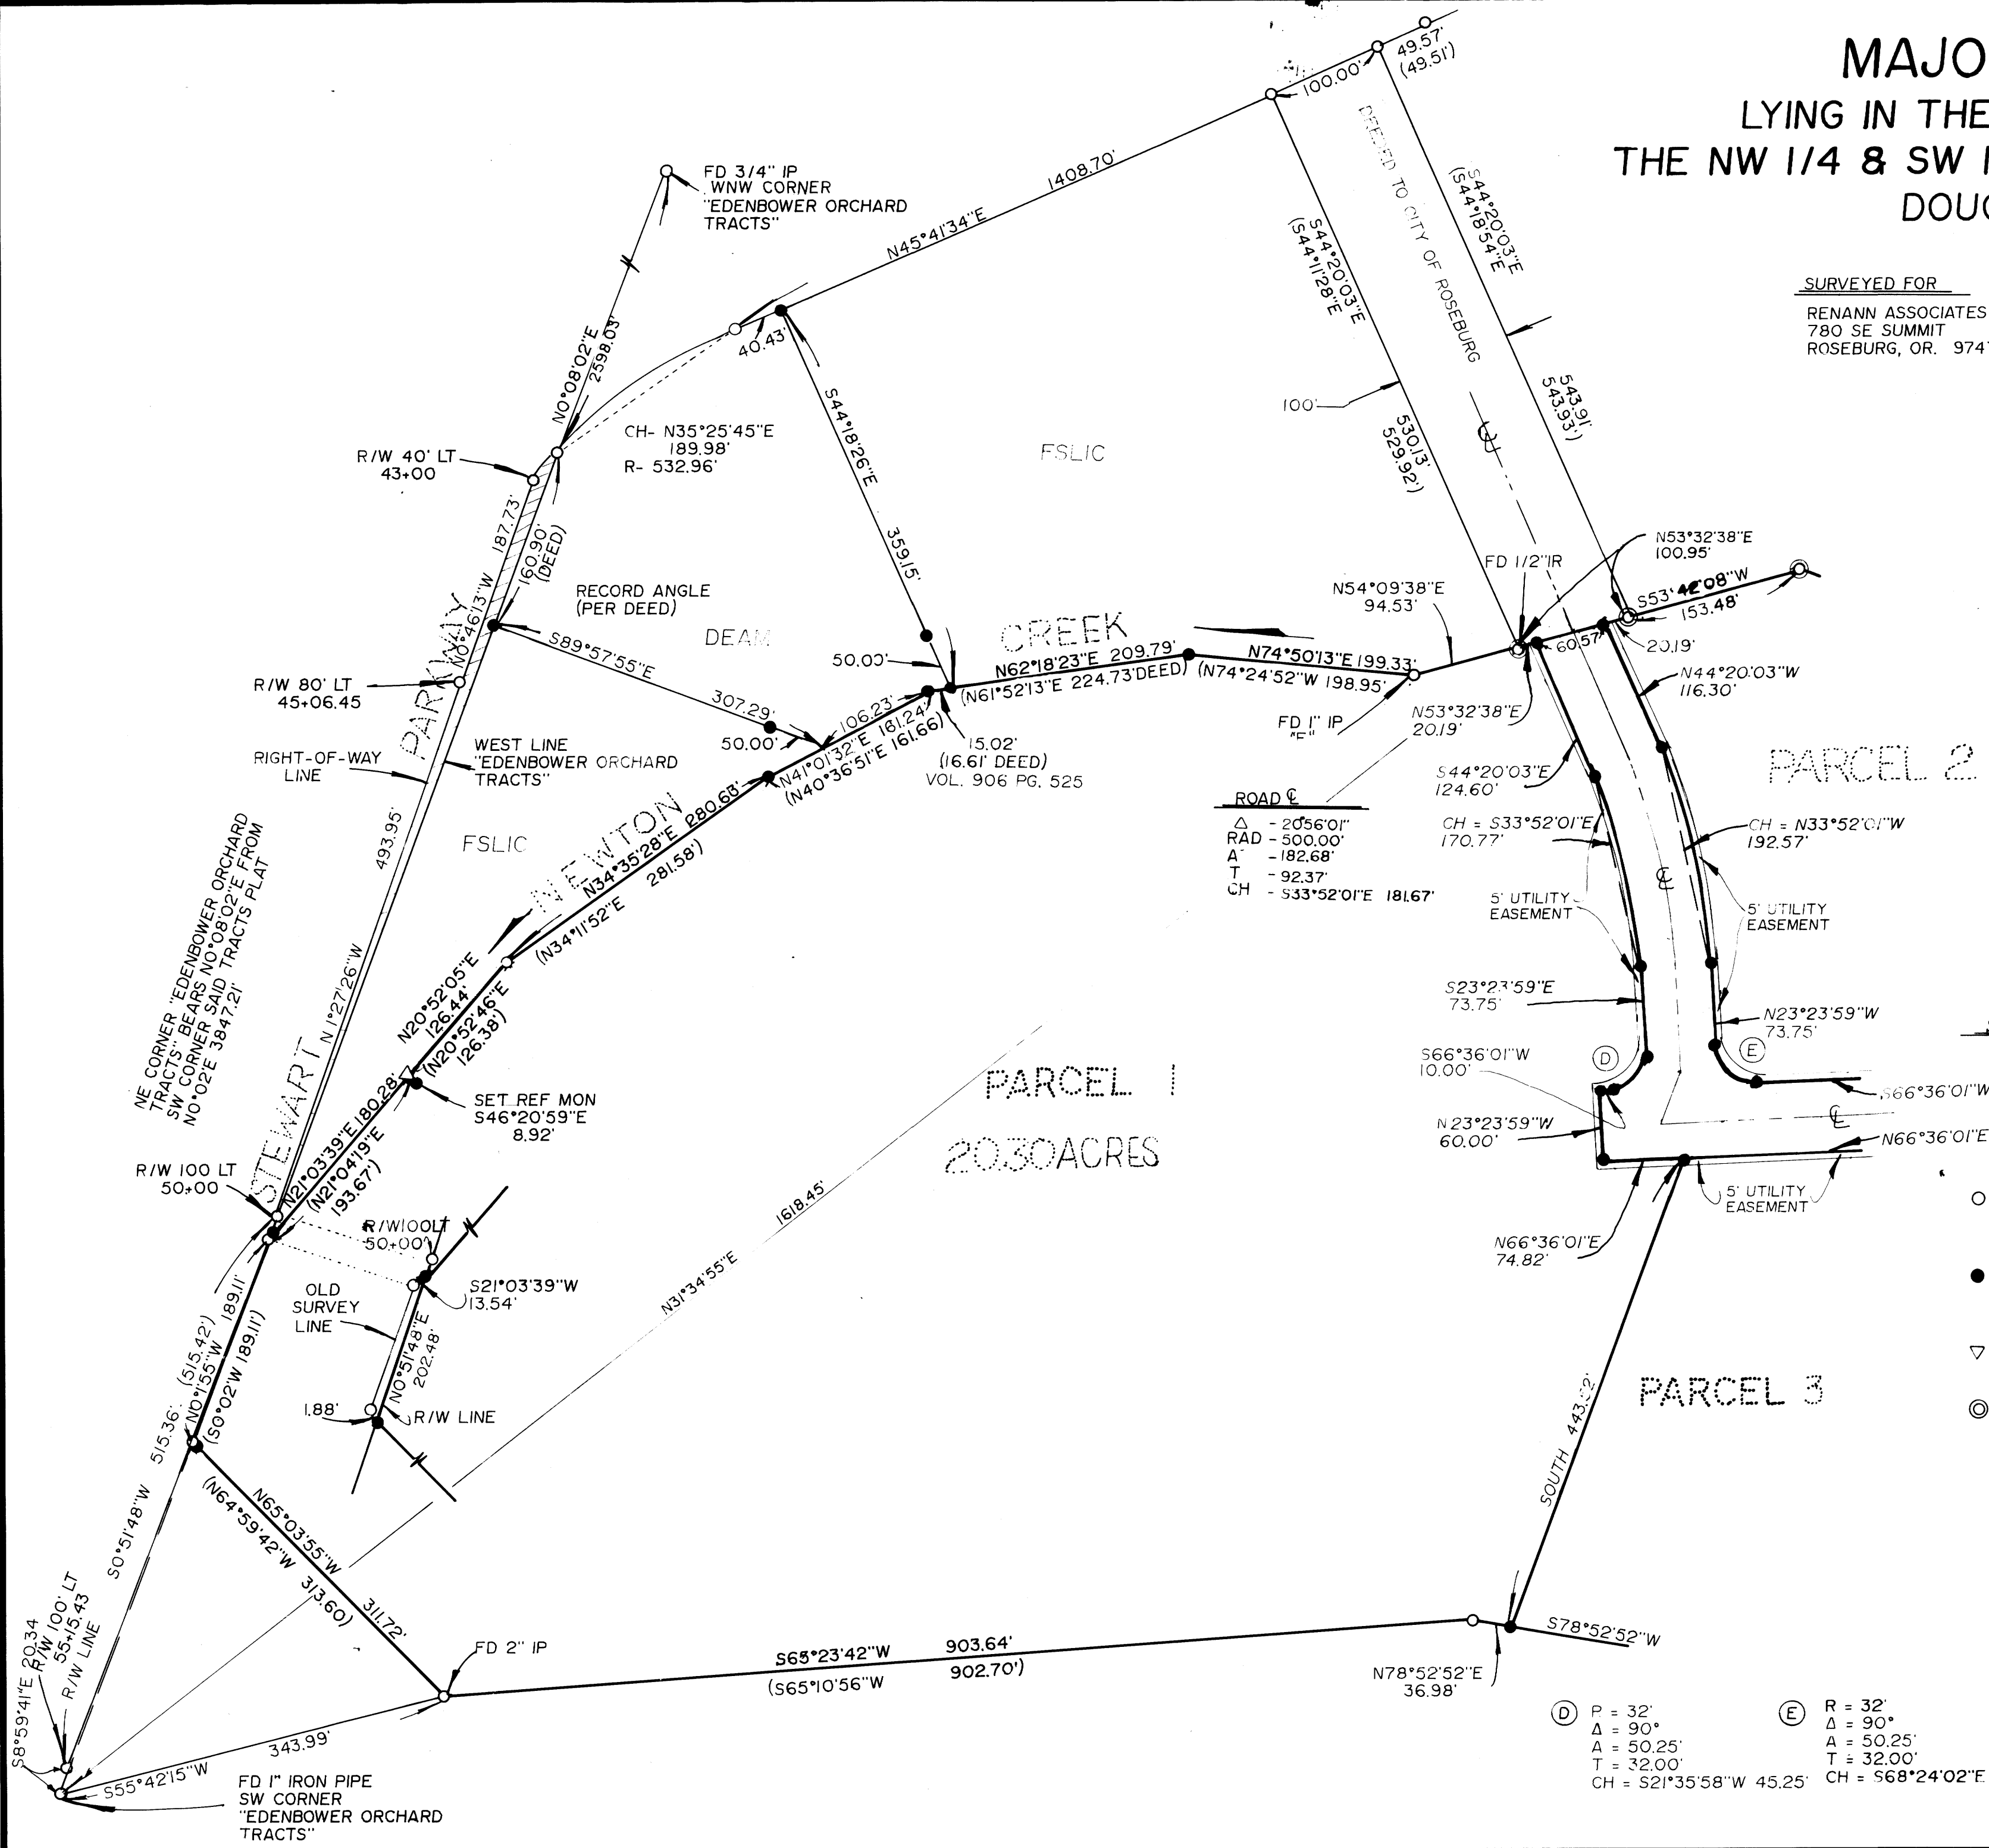 MAJO
LYING IN THE
THE NW 1/4 & SW 1
DOUG
SURVEYED FOR
RENANN ASSOCIATES
780 SE SUMMIT
ROSEBURG, OR. 974
49.57'
(49.51')
100.00'
1408.70'
N45°41'34"E
FD 3/4" IP
WNW CORNER
"EDENBOWER ORCHARD
TRACTS"
N0°08'02"E
2598.03'
40.43'
CH- N35°25'45"E
189.98'
R- 532.96'
R/W 40' LT
43+00
187.73'
160.90'
(DEED)
N0°46'13"W
RECORD ANGLE
(PER DEED)
S89°57'55"E
307.29'
50.00'
DEAM
FSLIC
S44°18'26"E
359.15'
50.00'
DEEDED TO CITY OF ROSEBURG
S44°20'03"E
(S44°11'28"E
530.13'
529.92')
S44°20'03"E
(S44°18'54"E
543.91'
543.93')
100'
CREEK
N62°18'23"E 209.79'
(N61°52'13"E 224.73'DEED)
N74°50'13"E 199.33'
(N74°24'52"W 198.95'
N54°09'38"E
94.53'
FD 1/2"IR
N53°32'38"E
100.95'
S53°42'08"W
153.48'
60.57'
20.19'
N44°20'03"W
116.30'
FD 1" IP
N53°32'38"E
20.19'
S44°20'03"E
124.60'
PARCEL 2
R/W 80' LT
45+06.45
RIGHT-OF-WAY
LINE
WEST LINE
"EDENBOWER ORCHARD
TRACTS"
PARKWAY
STEWART
493.95'
N 1°27'26"W
FSLIC
NEWTON
106.23'
N41°01'32"E 161.24'
(N40°36'51"E 161.66')
15.02'
(16.61' DEED)
VOL. 906 PG. 525
N34°35'28"E 280.63'
(N34°11'52"E 281.58')
ROAD ℄
Δ - 20°56'01"
RAD - 500.00'
A - 182.68'
T - 92.37'
CH - S33°52'01"E 181.67'
CH = S33°52'01"E
170.77'
CH = N33°52'01"W
192.57'
5' UTILITY
EASEMENT
5' UTILITY
EASEMENT
S23°23'59"E
73.75'
N23°23'59"W
73.75'
S66°36'01"W
10.00'
D
E
N23°23'59"W
60.00'
S66°36'01"W
N66°36'01"E
5' UTILITY
EASEMENT
N66°36'01"E
74.82'
NE CORNER "EDENBOWER ORCHARD
TRACTS" BEARS N0°08'02"E FROM
SW CORNER SAID TRACTS PLAT
N0°02'E 3847.21'
N20°52'05"E
126.44'
(N20°52'46"E
126.38')
SET REF MON
S46°20'59"E
8.92'
PARCEL 1
20.30 ACRES
R/W 100 LT
50+00
N21°03'39"E 180.28'
(N21°04'19"E
193.67')
R/W100LT
50+00
S21°03'39"W
13.54'
OLD
SURVEY
LINE
N0°51'48"E
202.48'
1.88'
R/W LINE
1618.45'
N31°34'55"E
(515.42')
515.36'
N0°1'55"W 189.11'
(S0°02'W 189.11')
S0°51'48"W
N65°03'55"W 311.72'
(N64°59'42"W 313.60')
PARCEL 3
SOUTH
FD 2" IP
S65°23'42"W 903.64'
(S65°10'56"W 902.70')
S78°52'52"W
N78°52'52"E
36.98'
S8°59'41"E 20.34
R/W 100' LT
55+15.43
R/W LINE
343.99'
S55°42'15"W
FD 1" IRON PIPE
SW CORNER
"EDENBOWER ORCHARD
TRACTS"
D R = 32'
Δ = 90°
A = 50.25'
T = 32.00'
CH = S21°35'58"W 45.25'
E R = 32'
Δ = 90°
A = 50.25'
T = 32.00'
CH = S68°24'02"E